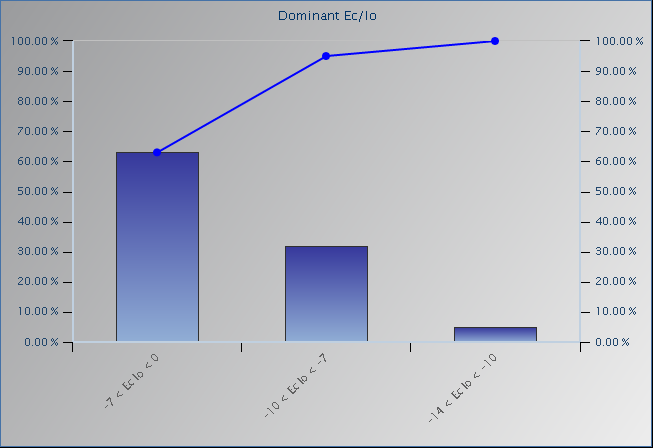 Dominant Ec/Io
100.00 % 100.00 %
90.00 % 90.00 %
80.00 % 80.00 %
70.00 % 70.00 %
60.00 % 60.00 %
50.00 % 50.00 %
40.00 % 40.00 %
30.00 % 30.00 %
20.00 % 20.00 %
10.00 % 10.00 %
0.00 % 0.00 %
-7 < Ec Io < 0
-10 < Ec Io < -7
-14 < Ec Io < -10